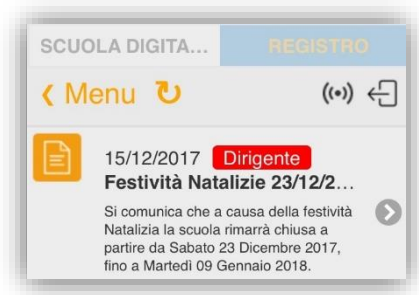 SCUOLA DIGITA... REGISTRO
Menu
15/12/2017 Dirigente
Festività Natalizie 23/12/2...
Si comunica che a causa della festività
Natalizia la scuola rimarrà chiusa a
partire da Sabato 23 Dicembre 2017,
fino a Martedì 09 Gennaio 2018.